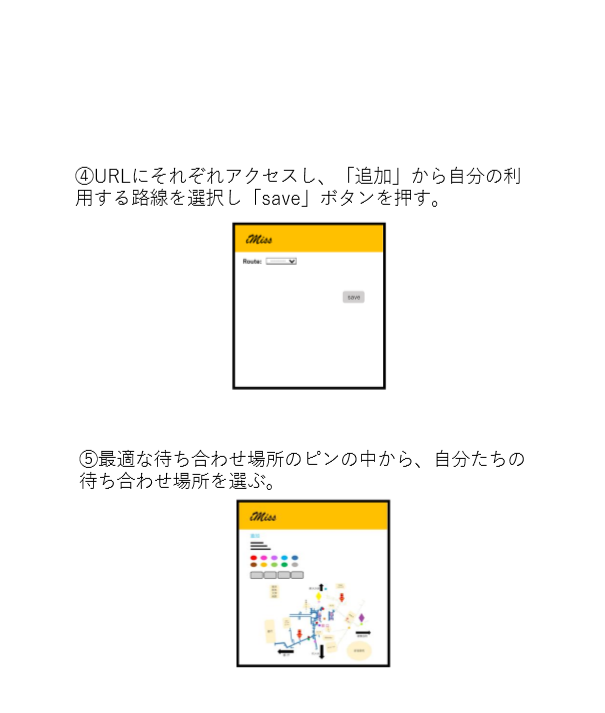 ④URLにそれぞれアクセスし、「追加」から自分の利
用する路線を選択し「save」ボタンを押す。
iMiss
Route:
save
⑤最適な待ち合わせ場所のピンの中から、自分たちの
待ち合わせ場所を選ぶ。
iMiss